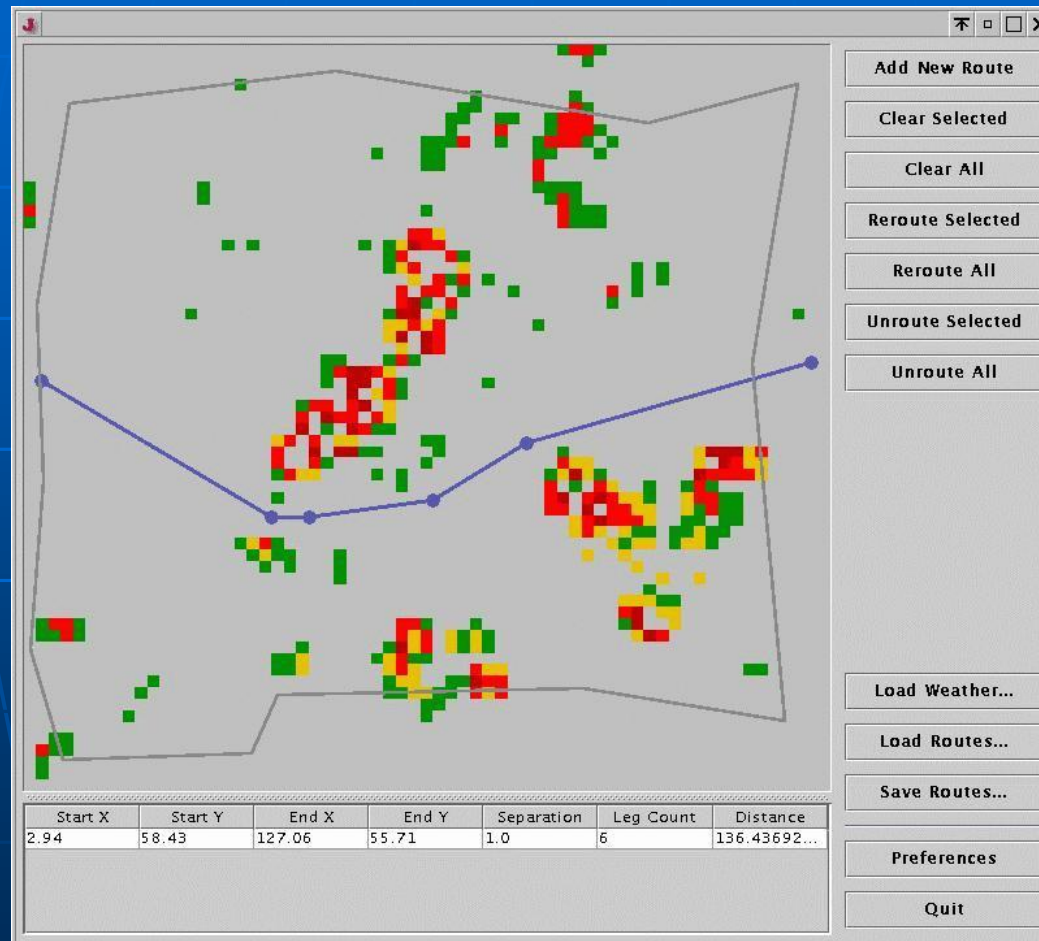 Add New Route
Clear Selected
Clear All
Reroute Selected
Reroute All
Unroute Selected
Unroute All
Load Weather...
Load Routes...
Save Routes...
Preferences
Quit
Start X Start Y End X End Y Separation Leg Count Distance
2.94 58.43 127.06 55.71 1.0 6 136.43692...